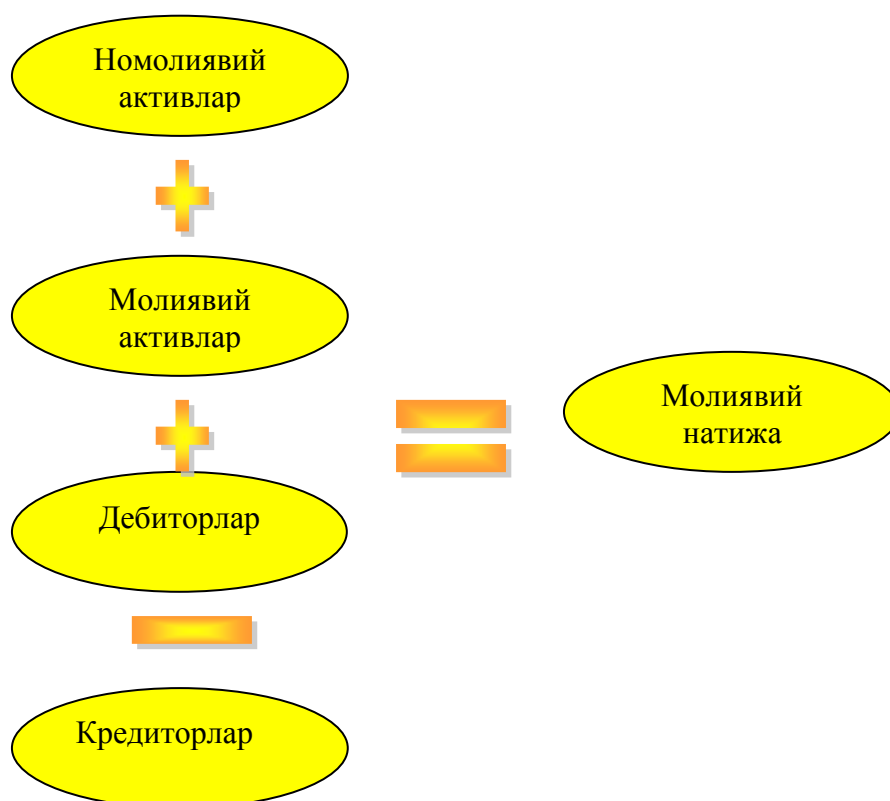 Номолиявий
активлар
Молиявий
активлар
Молиявий
натижа
Дебиторлар
Кредиторлар